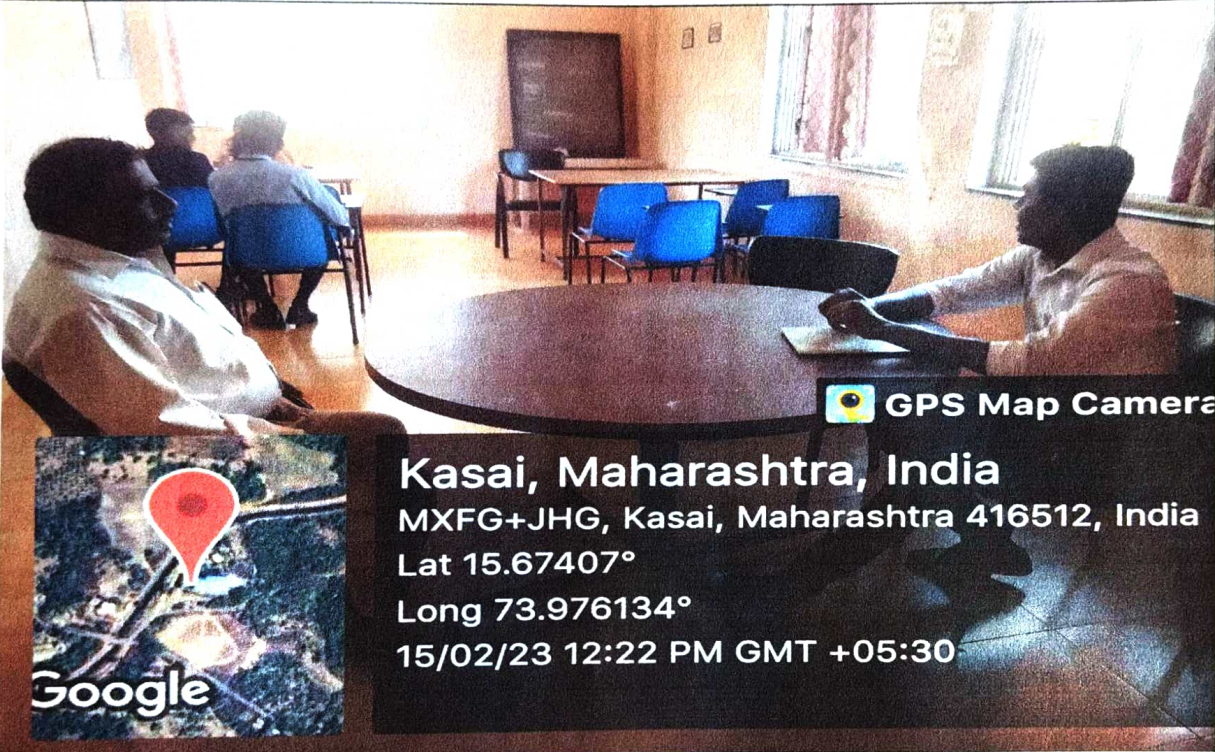 GPS Map Camera
Kasai, Maharashtra, India
MXFG+JHG, Kasai, Maharashtra 416512, India
Lat 15.67407°
Long 73.976134°
15/02/23 12:22 PM GMT +05:30
Google